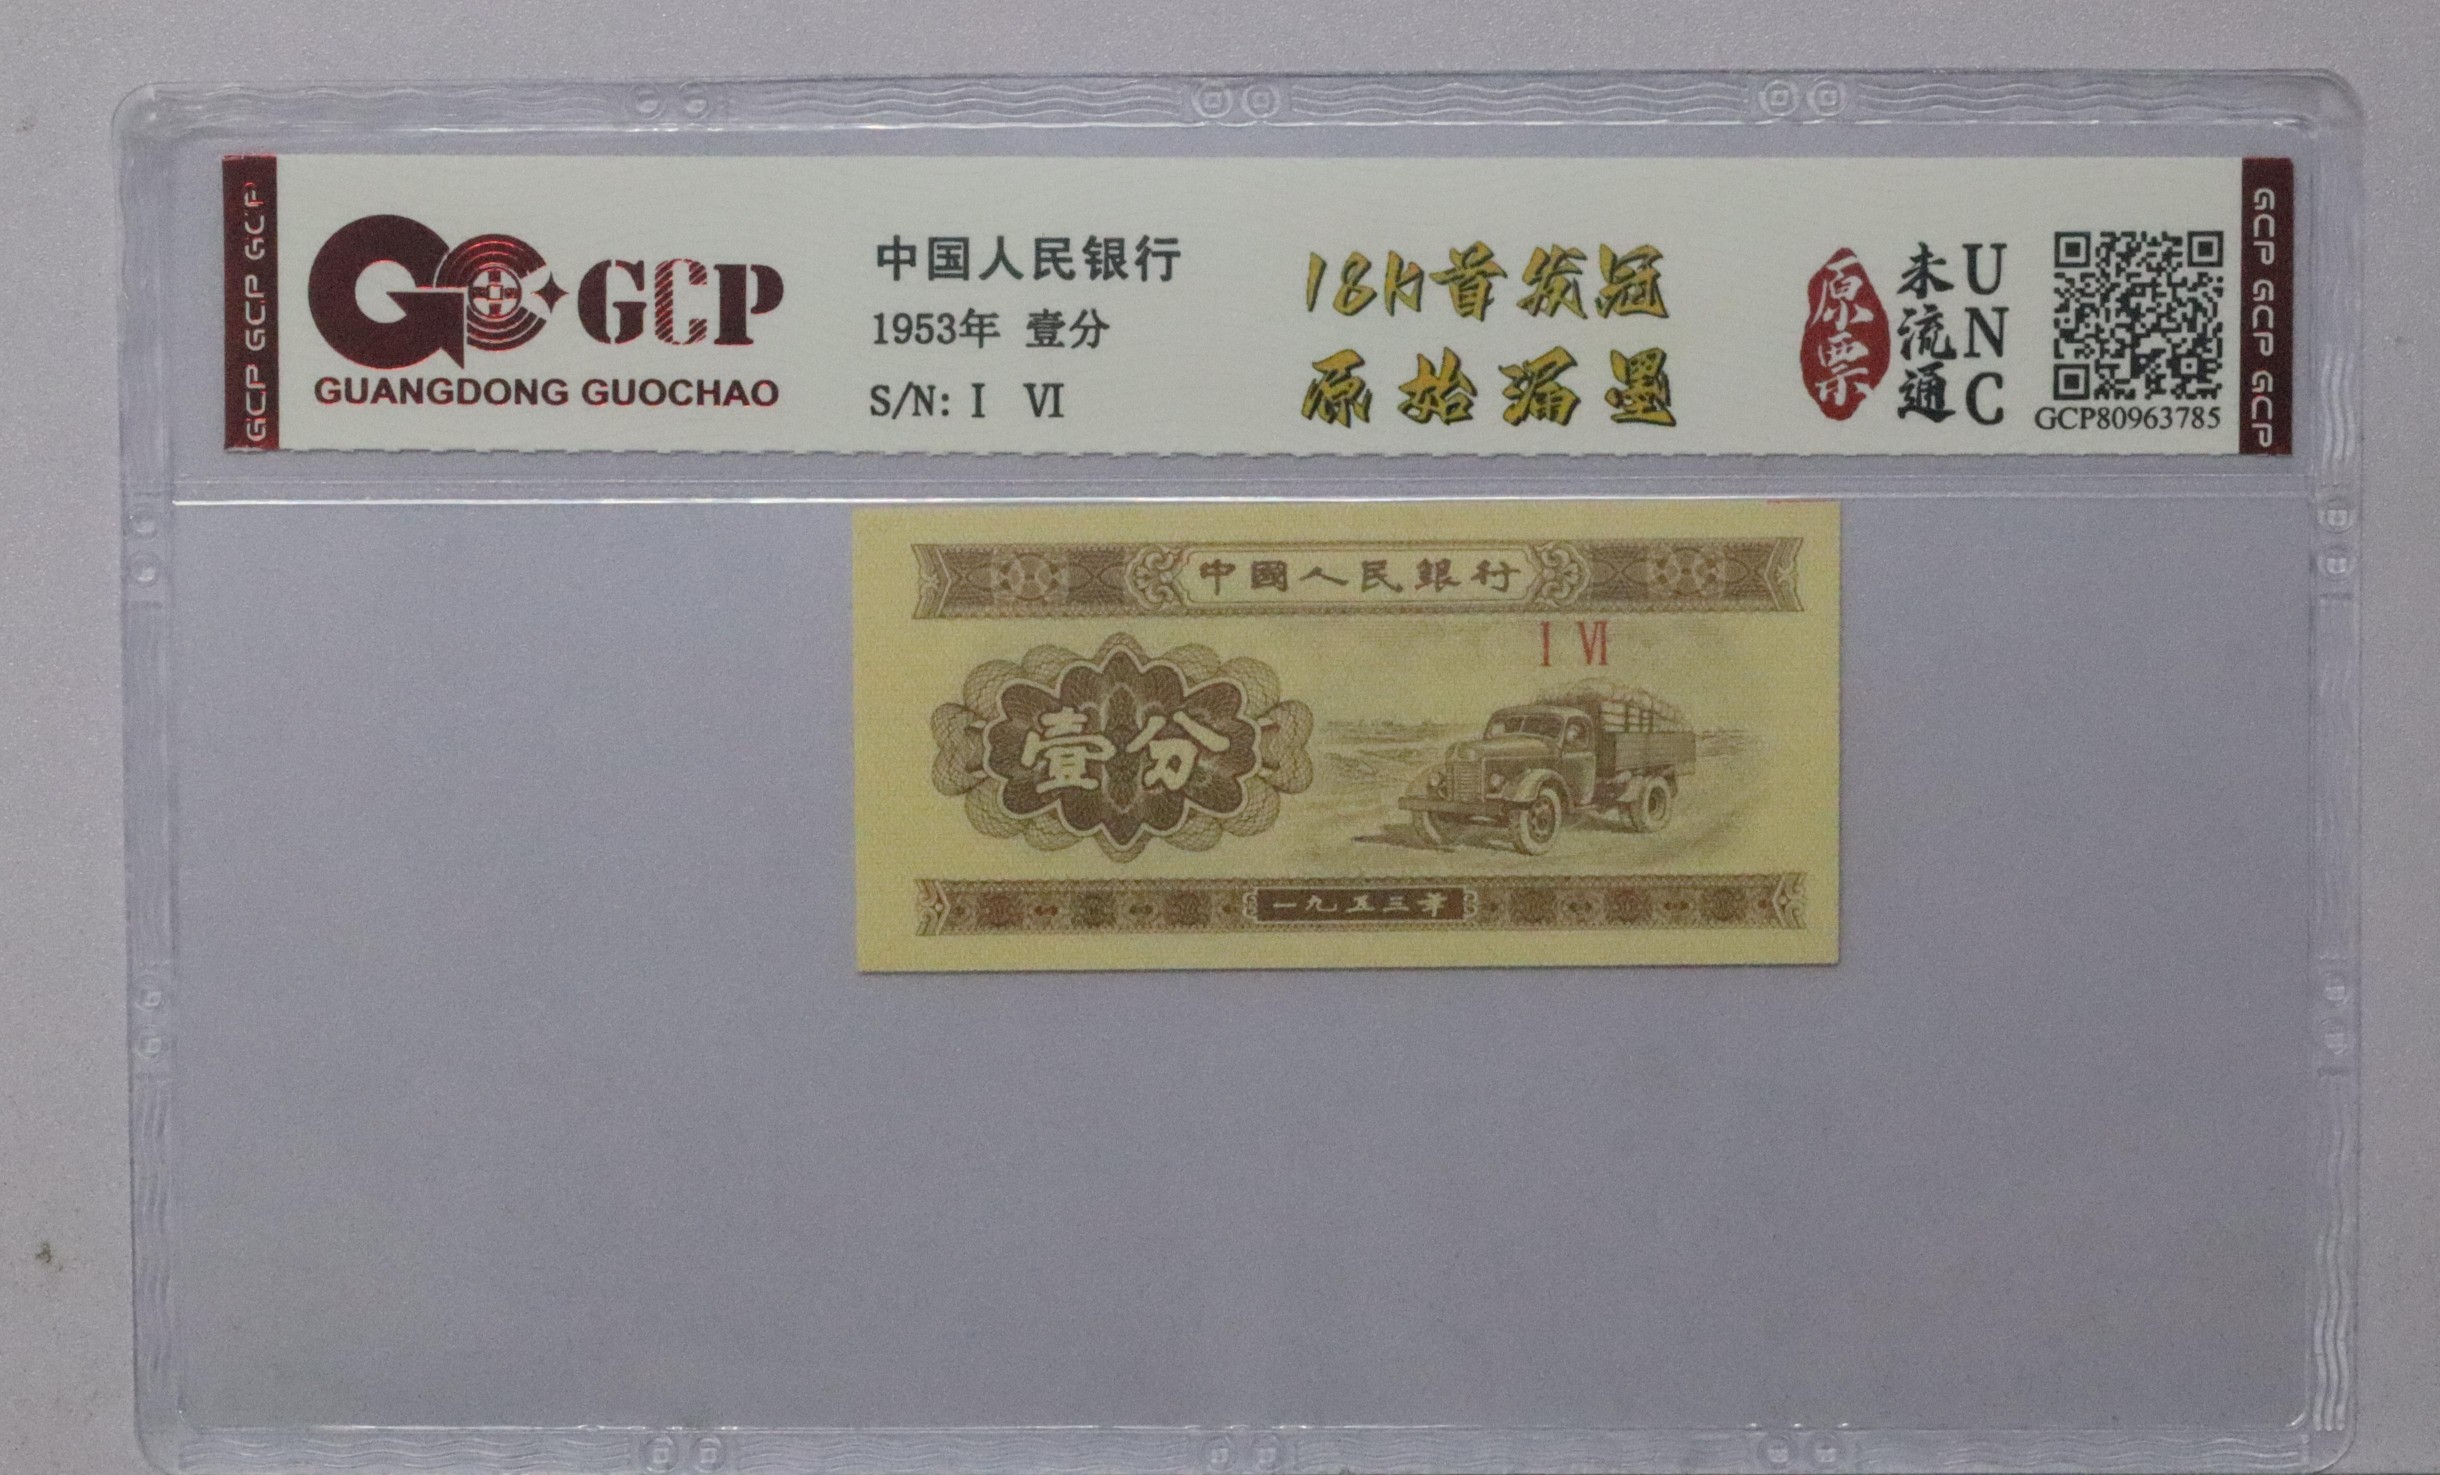 GCP GCP GCP
GCP
GUANGDONG GUOCHAO
中国人民银行
1953年 壹分
S/N: I VI
18K首发冠
原始漏墨
原票
未流通
UNC
GCP80963785
GCP GCP GCP
中國人民銀行
I VI
壹分
一九五三年